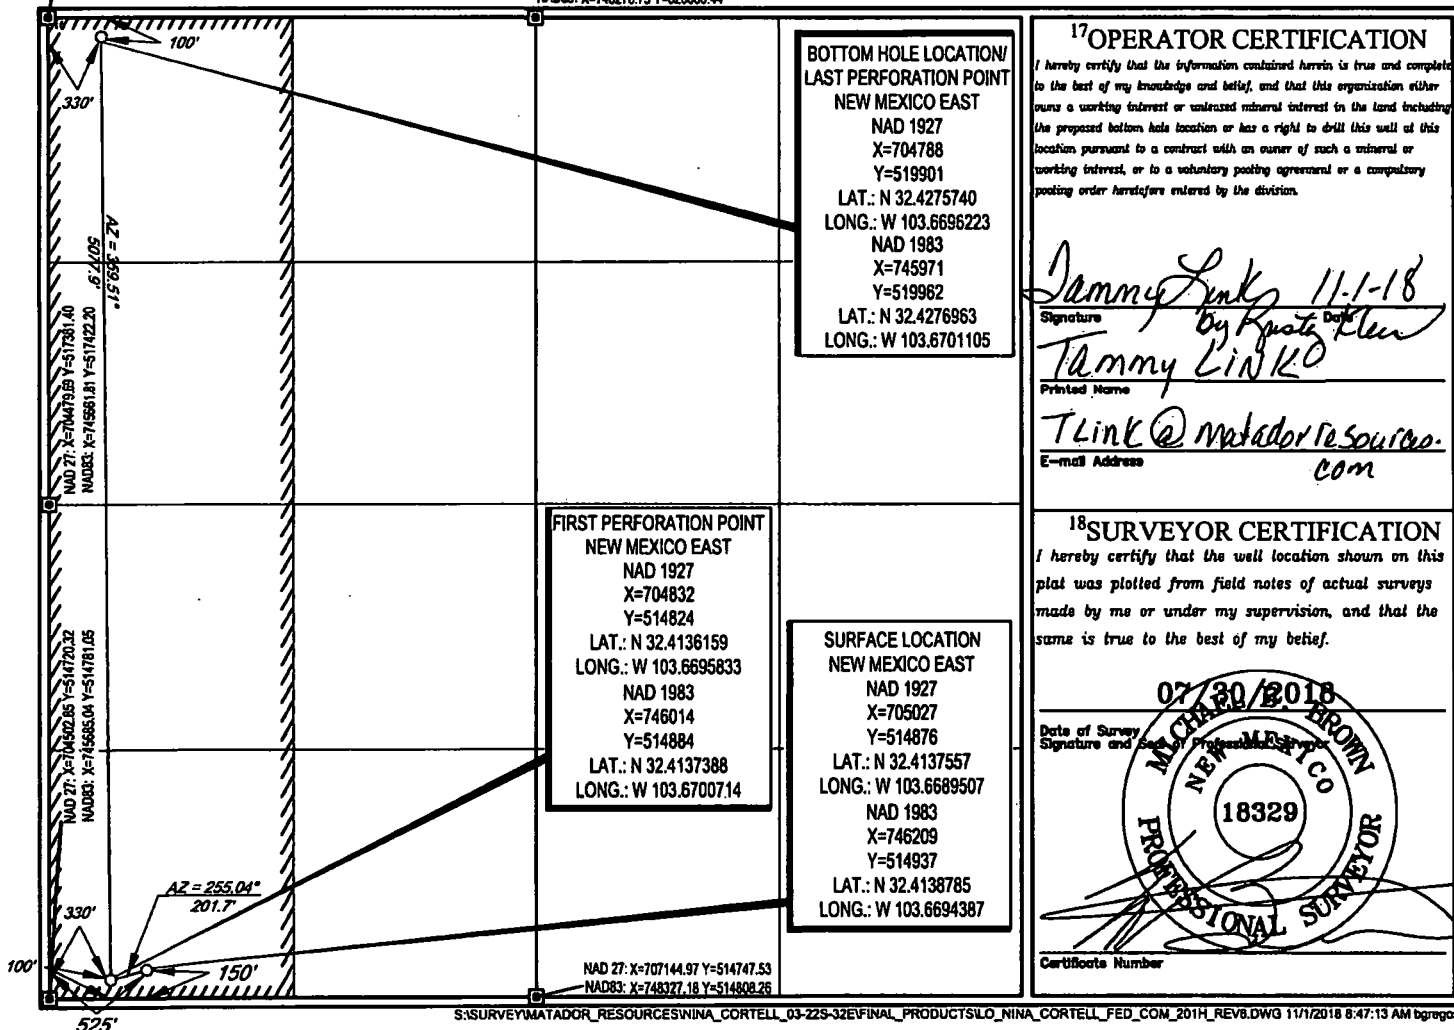 100'
330'
AZ = 359.51°
5077.9'
NAD 27: X=704479.69 Y=517361.40
NAD83: X=745661.81 Y=517422.20
NAD 27: X=704502.85 Y=514720.32
NAD83: X=745685.04 Y=514781.05
BOTTOM HOLE LOCATION/
LAST PERFORATION POINT
NEW MEXICO EAST
NAD 1927
X=704788
Y=519901
LAT.: N 32.4275740
LONG.: W 103.6696223
NAD 1983
X=745971
Y=519962
LAT.: N 32.4276963
LONG.: W 103.6701105
FIRST PERFORATION POINT
NEW MEXICO EAST
NAD 1927
X=704832
Y=514824
LAT.: N 32.4136159
LONG.: W 103.6695833
NAD 1983
X=746014
Y=514884
LAT.: N 32.4137388
LONG.: W 103.6700714
SURFACE LOCATION
NEW MEXICO EAST
NAD 1927
X=705027
Y=514876
LAT.: N 32.4137557
LONG.: W 103.6689507
NAD 1983
X=746209
Y=514937
LAT.: N 32.4138785
LONG.: W 103.6694387
AZ = 255.04°
201.7'
330'
100'
150'
525'
NAD 27: X=707144.97 Y=514747.53
NAD83: X=748327.18 Y=514808.26
17OPERATOR CERTIFICATION
I hereby certify that the information contained herein is true and complete
to the best of my knowledge and belief, and that this organization either
owns a working interest or unleased mineral interest in the land including
the proposed bottom hole location or has a right to drill this well at this
location pursuant to a contract with an owner of such a mineral or
working interest, or to a voluntary pooling agreement or a compulsory
pooling order heretofore entered by the division.
Tammy Link 11-1-18
Signature Date
by Klein
Tammy LINK
Printed Name
TLink@matadorresources.
com
E-mail Address
18SURVEYOR CERTIFICATION
I hereby certify that the well location shown on this
plat was plotted from field notes of actual surveys
made by me or under my supervision, and that the
same is true to the best of my belief.
07/30/2018
Date of Survey
Signature and Seal of Professional Surveyor
MICHAEL B. BROWN
NEW MEXICO
18329
PROFESSIONAL SURVEYOR
Certificate Number
S:\SURVEY\MATADOR_RESOURCES\NINA_CORTELL_03-22S-32E\FINAL_PRODUCTS\LO_NINA_CORTELL_FED_COM_201H_REV8.DWG 11/1/2018 8:47:13 AM